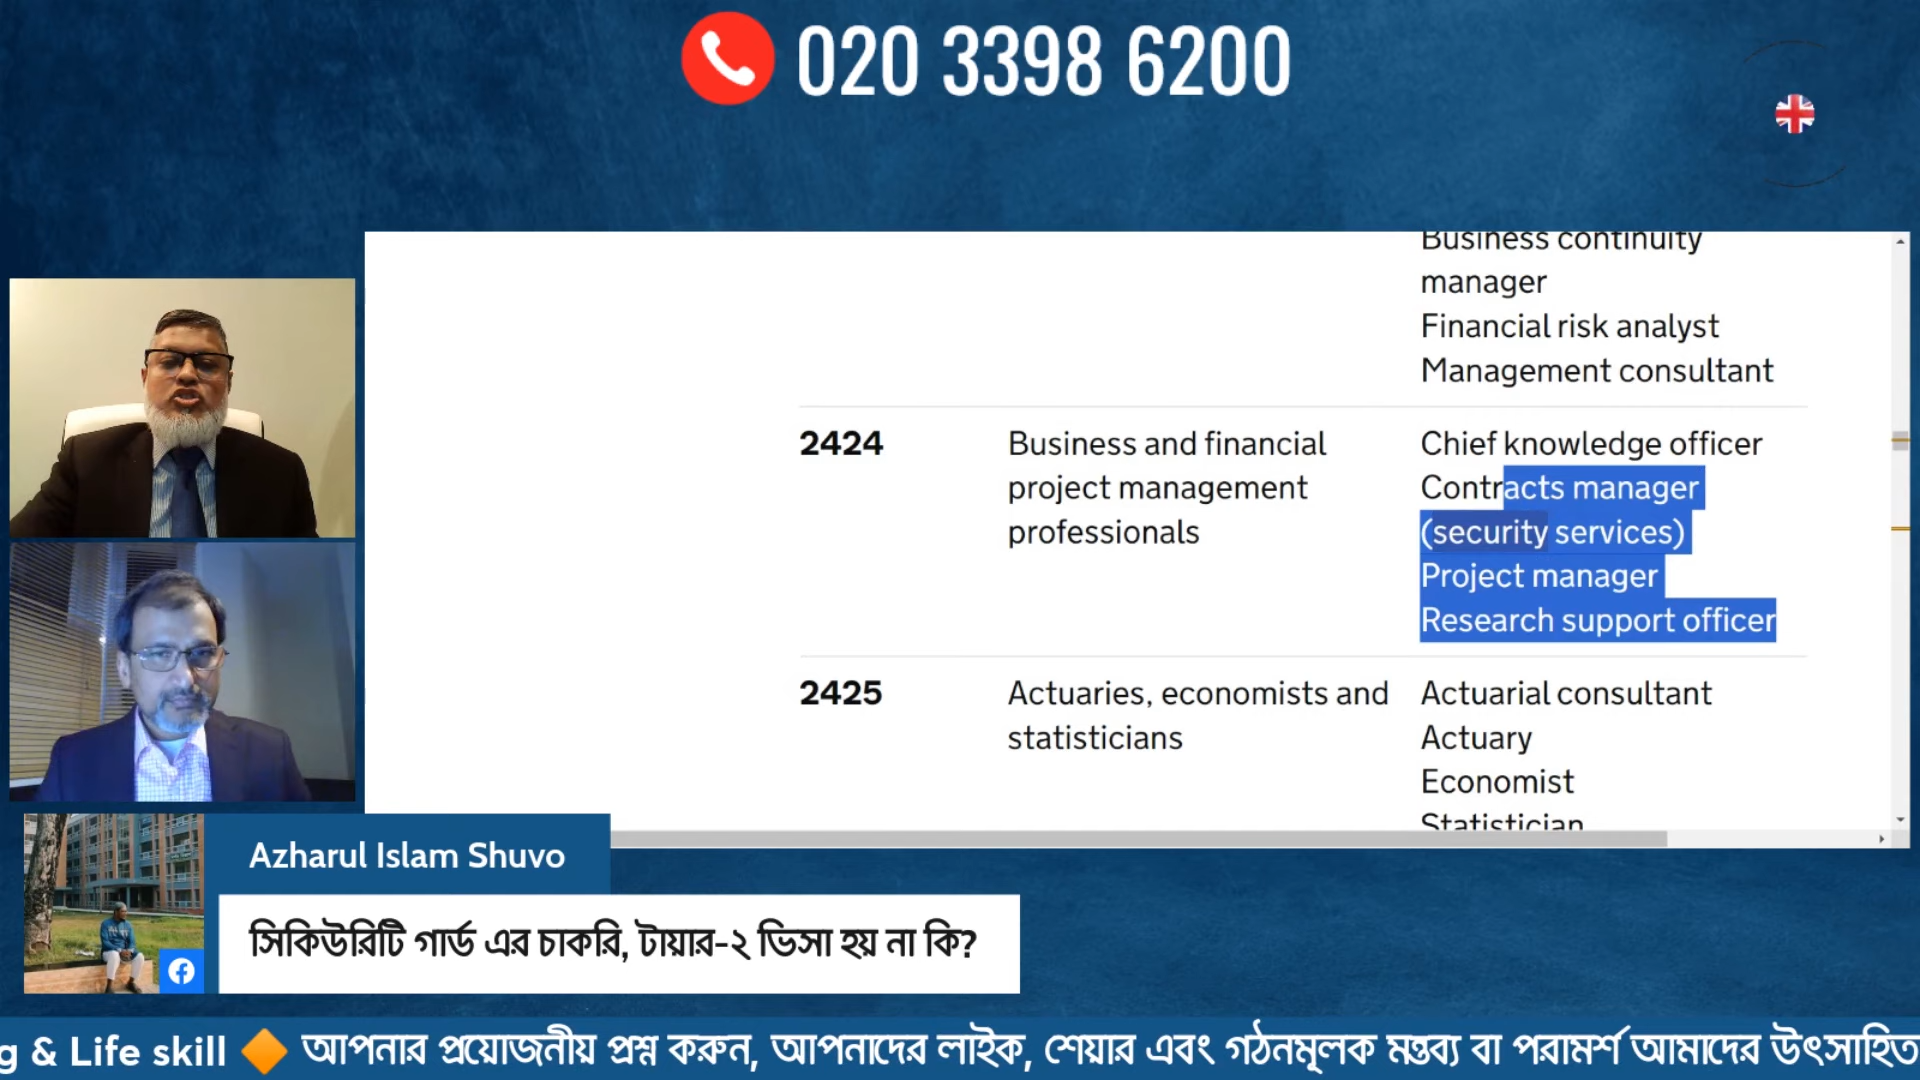 020 3398 6200
Business continuity
manager
Financial risk analyst
Management consultant
2424
Business and financial
project management
professionals
Chief knowledge officer
Contracts manager
(security services)
Project manager
Research support officer
2425
Actuaries, economists and
statisticians
Actuarial consultant
Actuary
Economist
Statistician
Azharul Islam Shuvo
সিকিউরিটি গার্ড এর চাকরি, টায়ার-২ ভিসা হয় না কি?
g & Life skill 🔶 আপনার প্রয়োজনীয় প্রশ্ন করুন, আপনাদের লাইক, শেয়ার এবং গঠনমূলক মন্তব্য বা পরামর্শ আমাদের উৎসাহিত